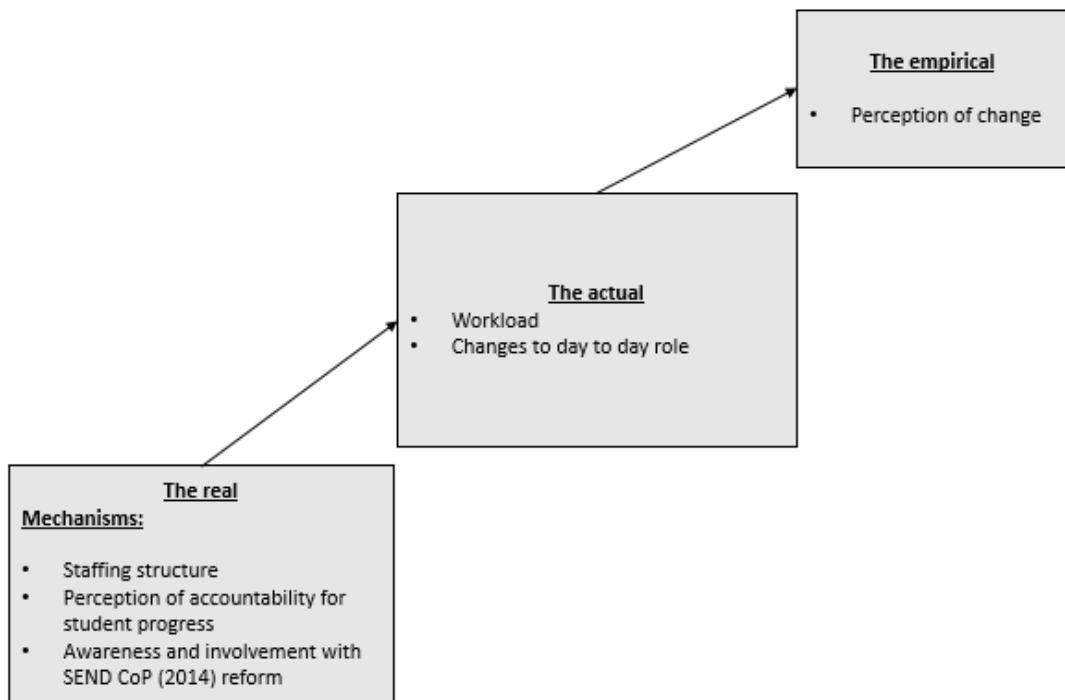 The empirical
• Perception of change
The actual
• Workload
• Changes to day to day role
The real
Mechanisms:
• Staffing structure
• Perception of accountability for
student progress
• Awareness and involvement with
SEND CoP (2014) reform